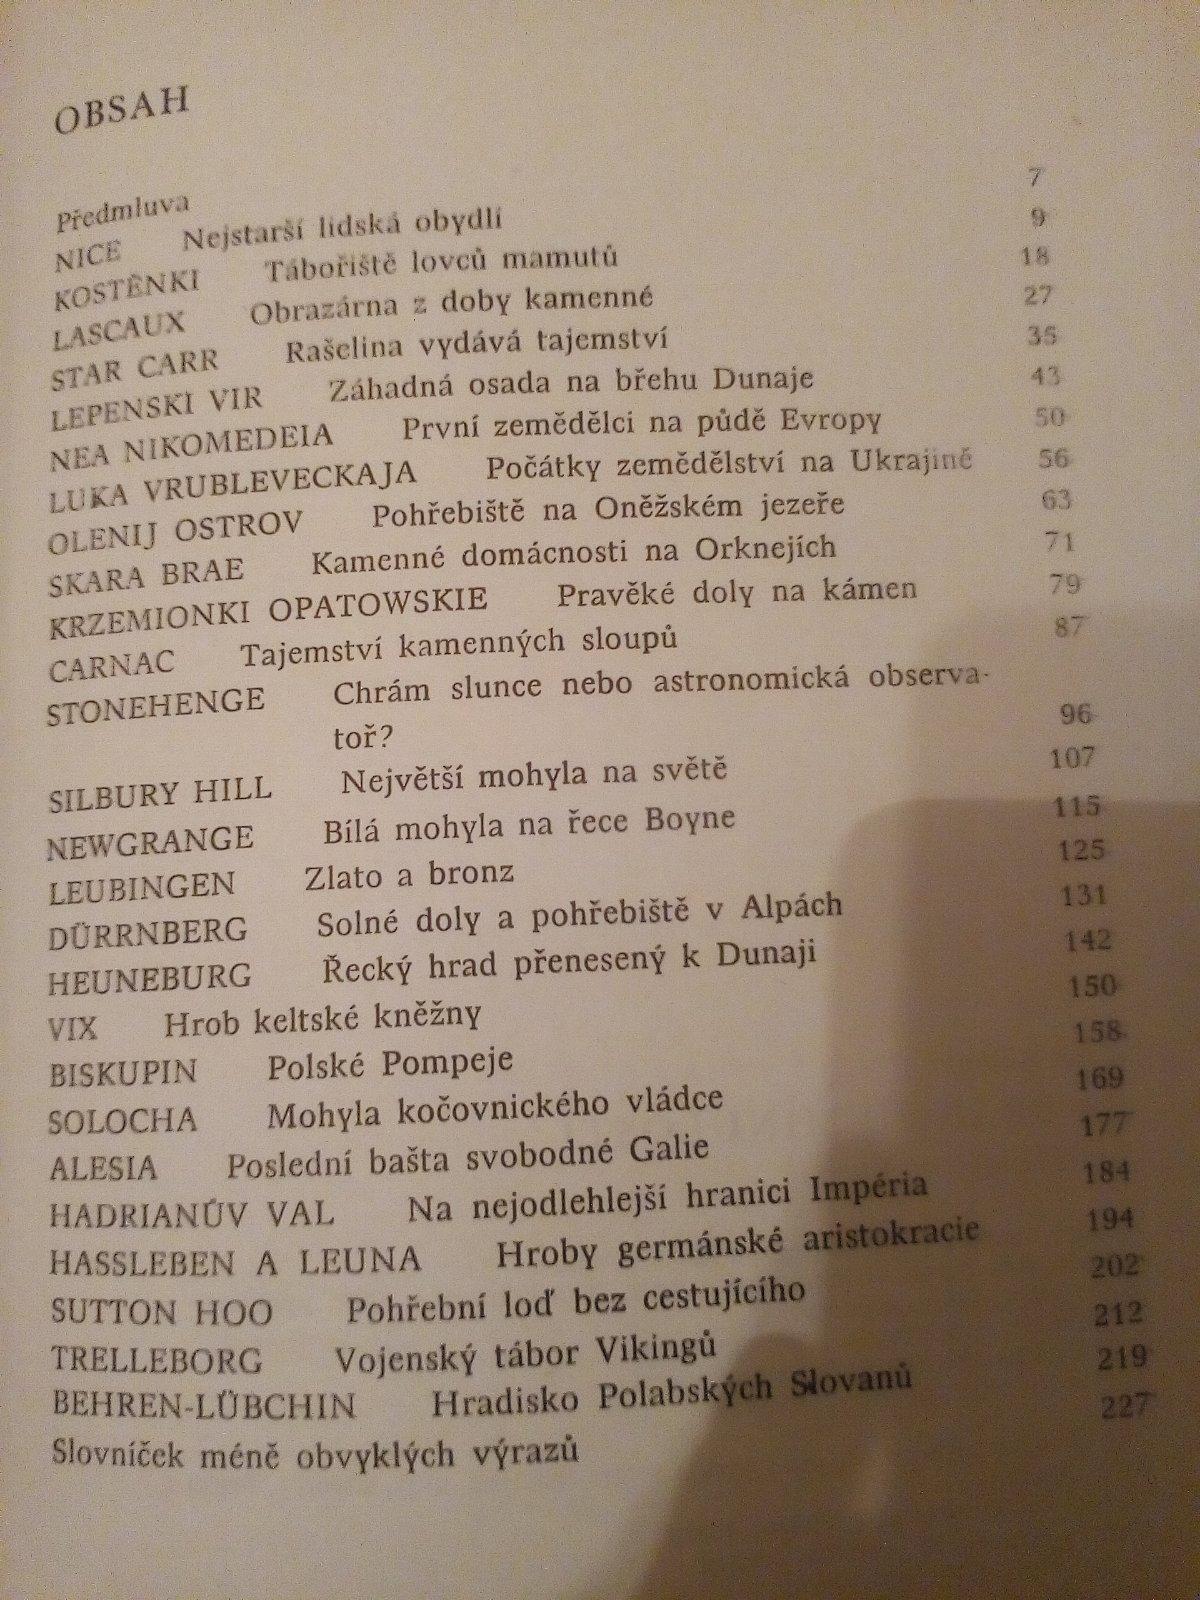 OBSAH
Předmluva 7
NICE Nejstarší lidská obydlí 9
KOSTĚNKI Tábořiště lovců mamutů 18
LASCAUX Obrazárna z doby kamenné 27
STAR CARR Rašelina vydává tajemství 35
LEPENSKI VIR Záhadná osada na břehu Dunaje 43
NEA NIKOMEDEIA První zemědělci na půdě Evropy 50
LUKA VRUBLEVECKAJA Počátky zemědělství na Ukrajině 56
OLENIJ OSTROV Pohřebiště na Oněžském jezeře 63
SKARA BRAE Kamenné domácnosti na Orknejích 71
KRZEMIONKI OPATOWSKIE Pravěké doly na kámen 79
CARNAC Tajemství kamenných sloupů 87
STONEHENGE Chrám slunce nebo astronomická observa-
toř? 96
SILBURY HILL Největší mohyla na světě 107
NEWGRANGE Bílá mohyla na řece Boyne 115
LEUBINGEN Zlato a bronz 125
DÜRRNBERG Solné doly a pohřebiště v Alpách 131
HEUNEBURG Řecký hrad přenesený k Dunaji 142
VIX Hrob keltské kněžny 150
BISKUPIN Polské Pompeje 158
SOLOCHA Mohyla kočovnického vládce 169
ALESIA Poslední bašta svobodné Galie 177
HADRIANŮV VAL Na nejodlehlejší hranici Impéria 184
HASSLEBEN A LEUNA Hroby germánské aristokracie 194
SUTTON HOO Pohřební loď bez cestujícího 202
TRELLEBORG Vojenský tábor Vikingů 212
BEHREN-LÜBCHIN Hradisko Polabských Slovanů 219
Slovníček méně obvyklých výrazů 227